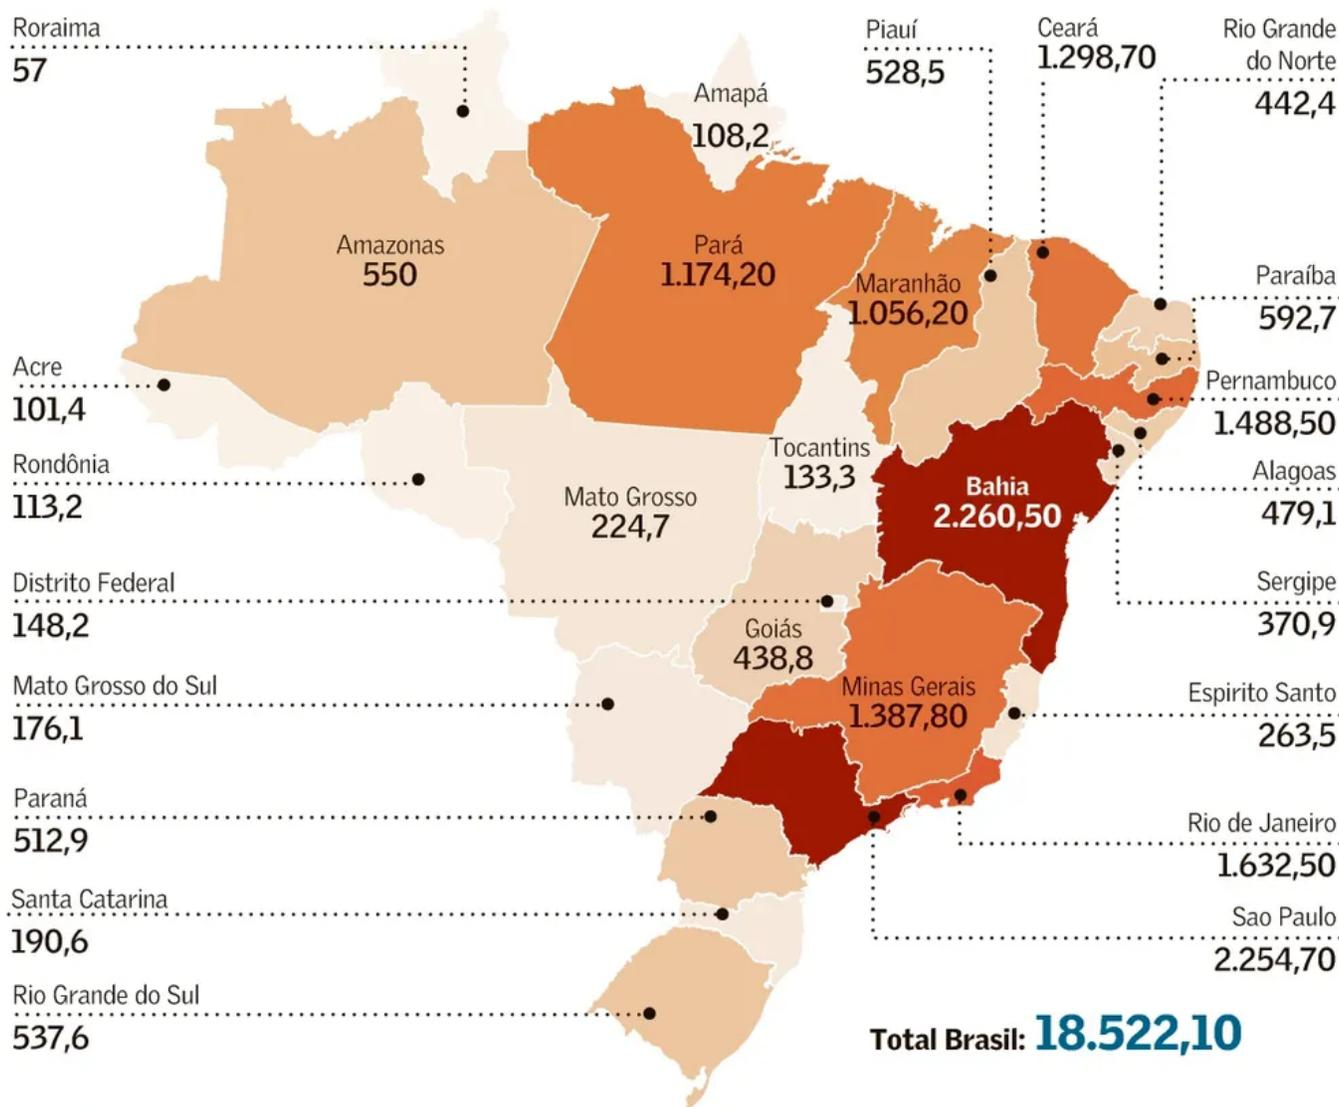 Roraima
57
Piauí
528,5
Ceará
1.298,70
Rio Grande
do Norte
442,4
Amapá
108,2
Amazonas
550
Pará
1.174,20
Maranhão
1.056,20
Paraíba
592,7
Acre
101,4
Pernambuco
1.488,50
Rondônia
113,2
Tocantins
133,3
Mato Grosso
224,7
Bahia
2.260,50
Alagoas
479,1
Distrito Federal
148,2
Sergipe
370,9
Goiás
438,8
Mato Grosso do Sul
176,1
Minas Gerais
1.387,80
Espirito Santo
263,5
Paraná
512,9
Rio de Janeiro
1.632,50
Santa Catarina
190,6
Sao Paulo
2.254,70
Rio Grande do Sul
537,6
Total Brasil: 18.522,10